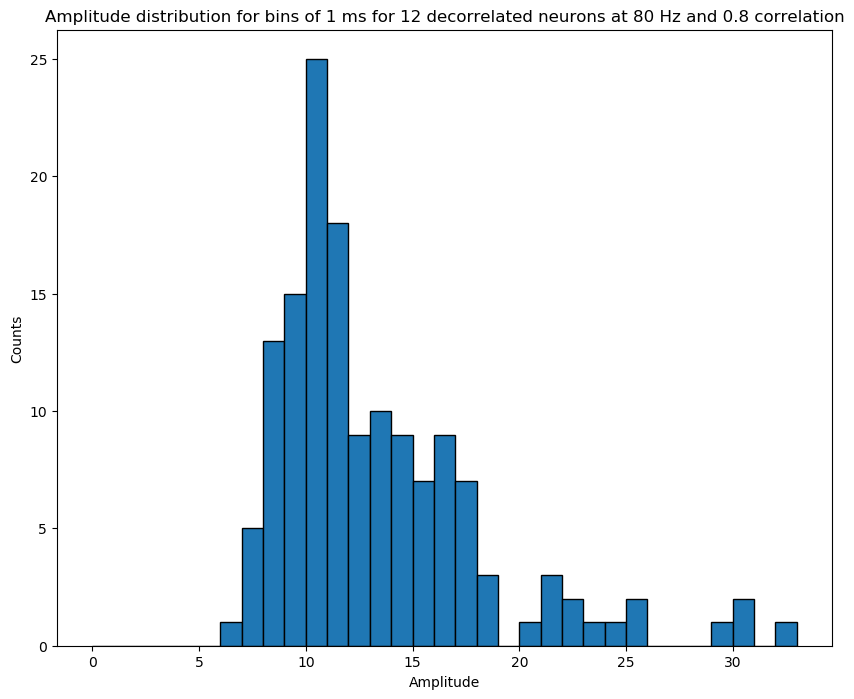 Amplitude distribution for bins of 1 ms for 12 decorrelated neurons at 80 Hz and 0.8 correlation
25
20
15
10
5
0
Counts
0 5 10 15 20 25 30
Amplitude